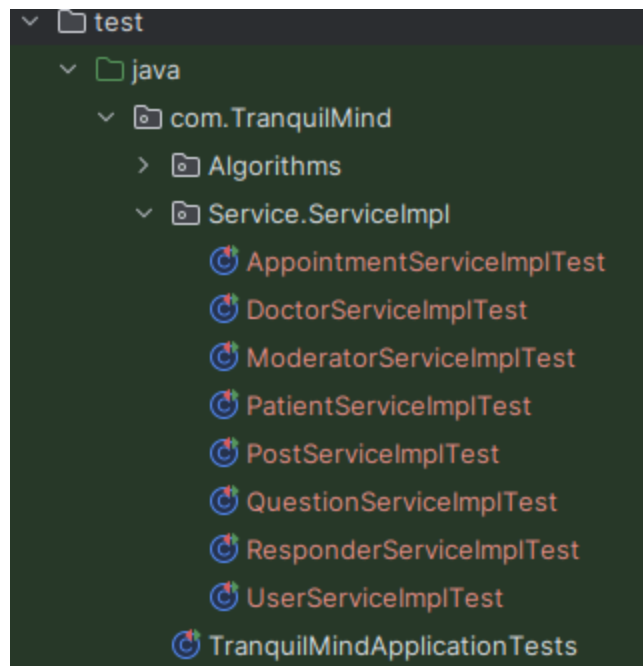 test
java
com.TranquilMind
Algorithms
Service.ServiceImpl
AppointmentServiceImplTest
DoctorServiceImplTest
ModeratorServiceImplTest
PatientServiceImplTest
PostServiceImplTest
QuestionServiceImplTest
ResponderServiceImplTest
UserServiceImplTest
TranquilMindApplicationTests